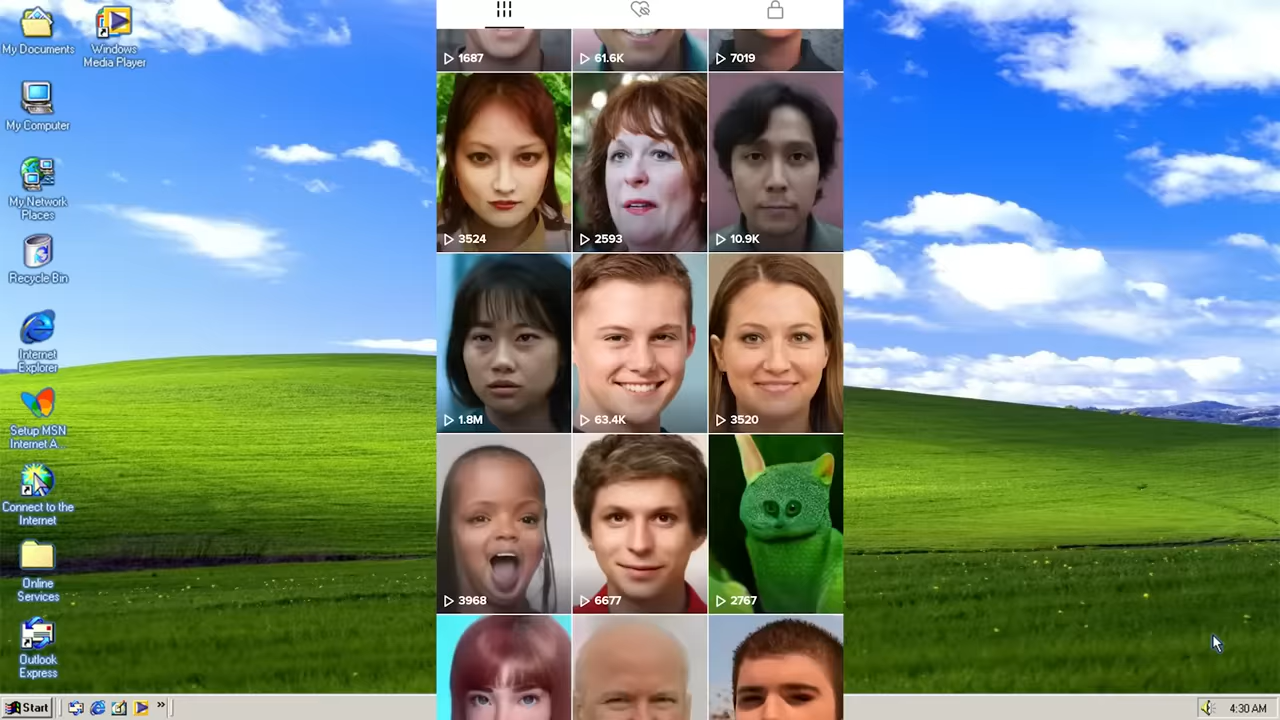 My Documents
Windows
Media Player
My Computer
My Network
Places
Recycle Bin
Internet
Explorer
Setup MSN
Internet A...
Connect to the
Internet
Online
Services
Outlook
Express
1687
61.6K
7019
3524
2593
10.9K
1.8M
63.4K
3520
3968
6677
2767
Start
»
4:30 AM